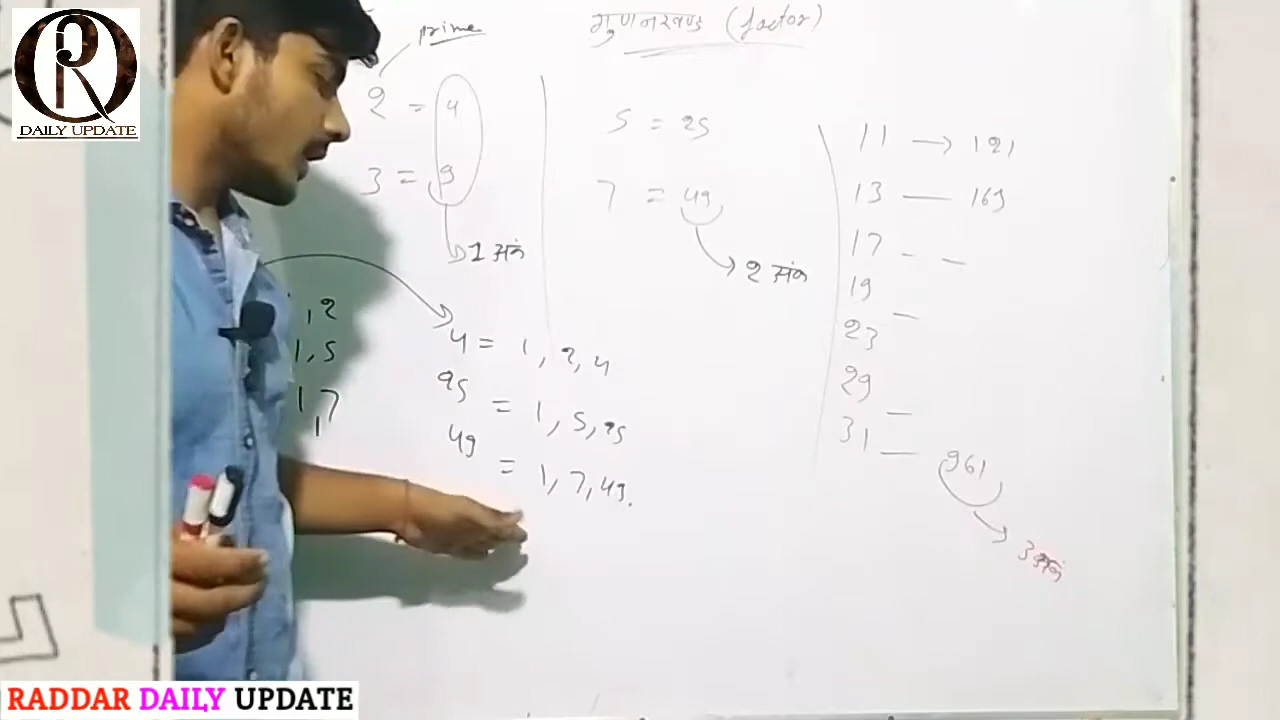 DAILY UPDATE
prime
गुणनखण्ड (factor)
2 = 4
3 = 9
1 अंक
5 = 25
7 = 49
2 अंक
11 → 121
13 — 169
17 - -
19 —
23
29 —
31 — 961
3 अंक
, 2
1, 5
1, 7
4 = 1, 2, 4
25 = 1, 5, 25
49 = 1, 7, 49.
RADDAR DAILY UPDATE